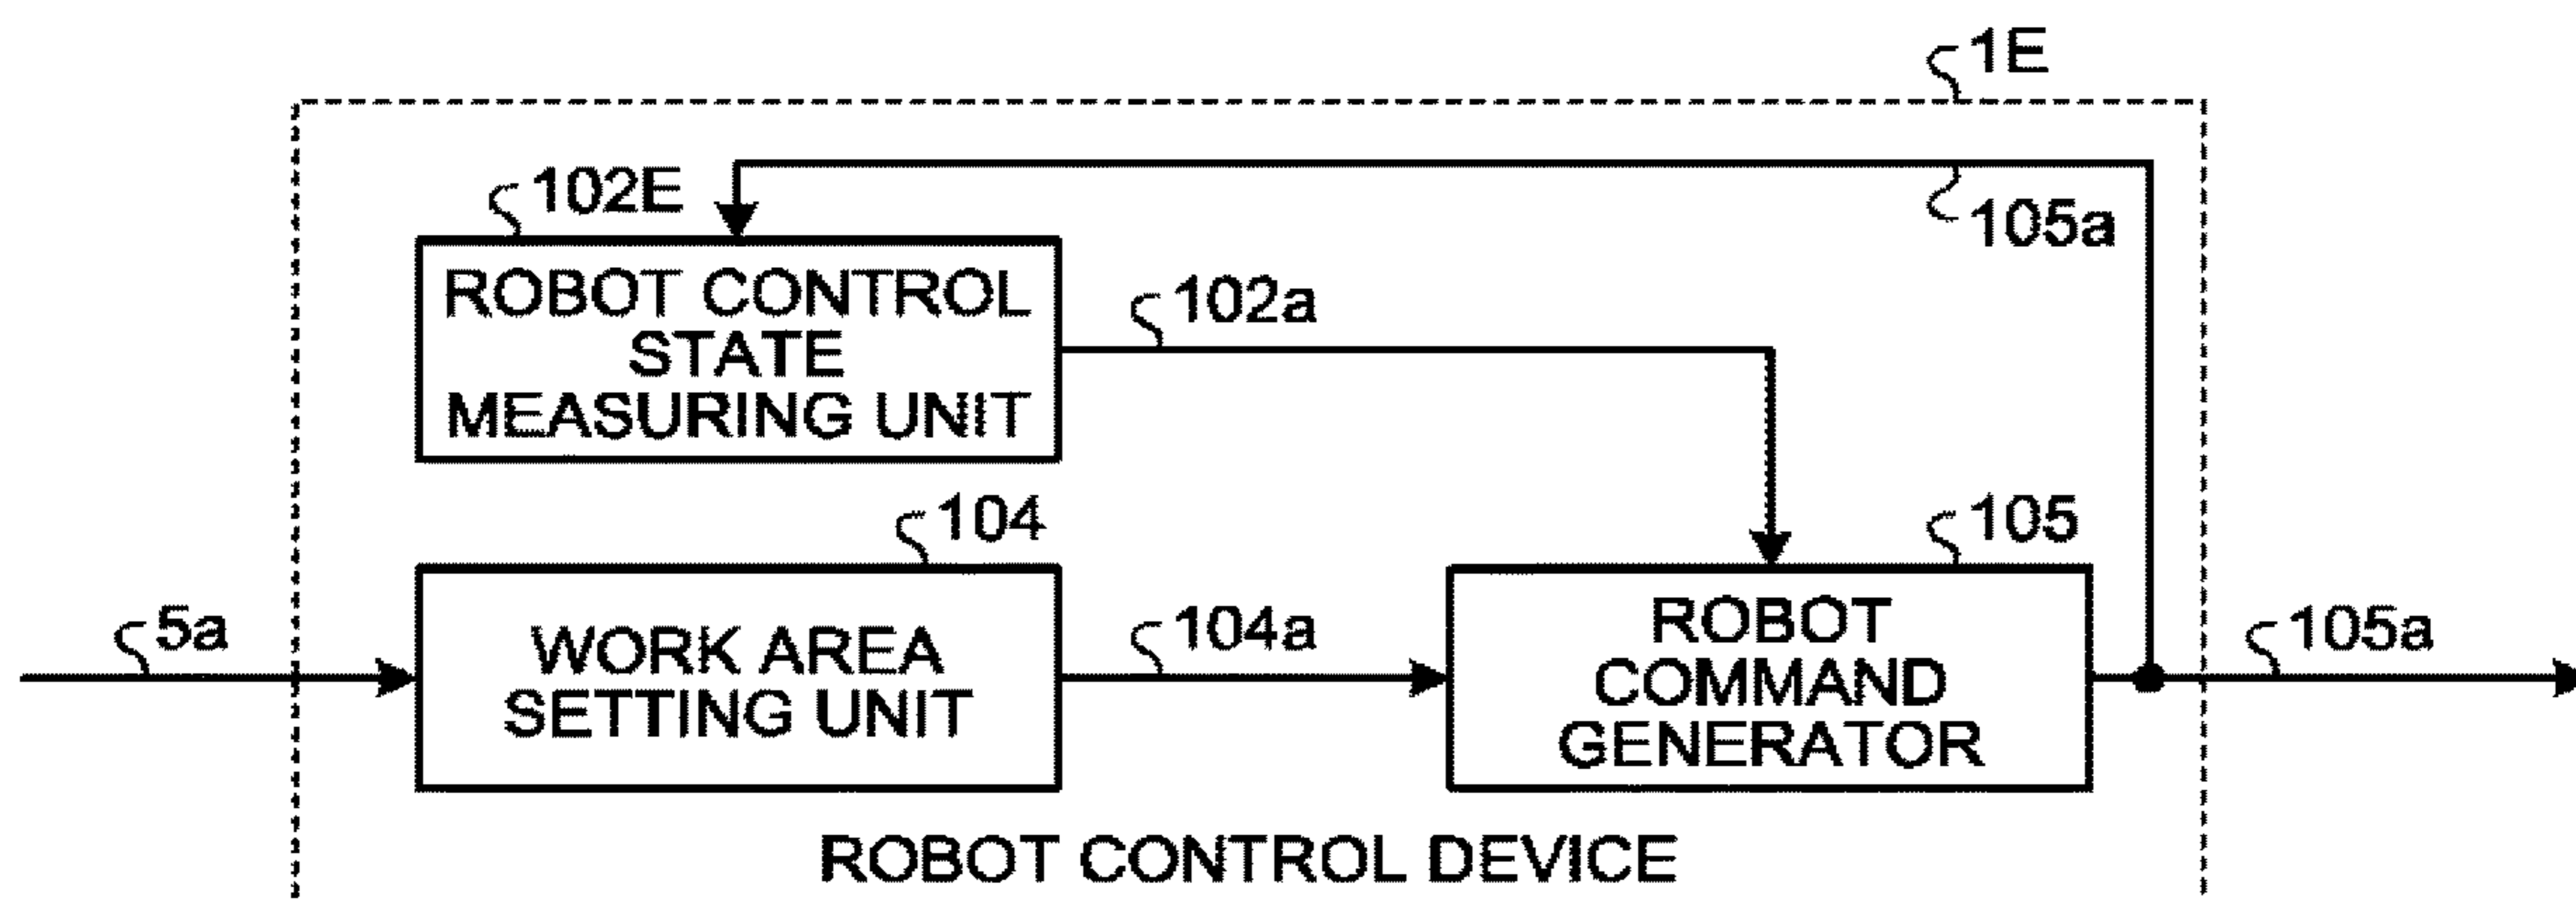 1E
102E
105a
ROBOT CONTROL
STATE
MEASURING UNIT
102a
104
105
5a
WORK AREA
SETTING UNIT
104a
ROBOT
COMMAND
GENERATOR
105a
ROBOT CONTROL DEVICE